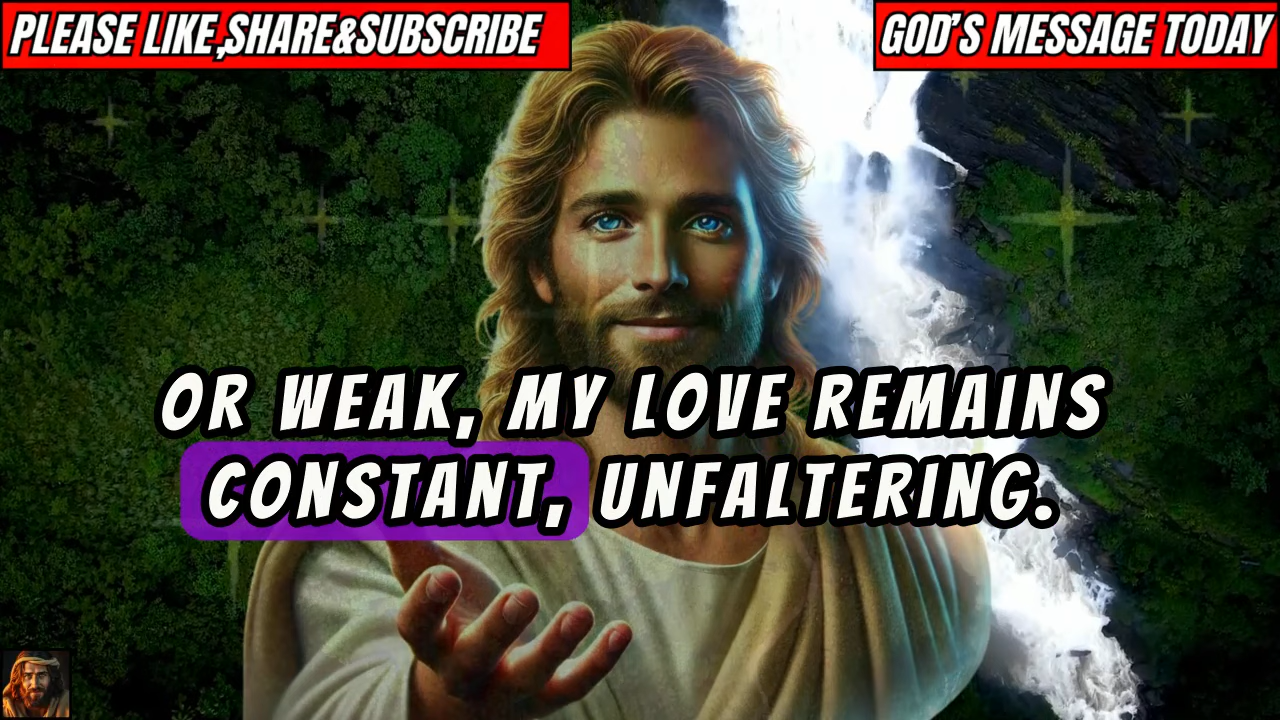 PLEASE LIKE,SHARE&SUBSCRIBE
GOD'S MESSAGE TODAY
OR WEAK, MY LOVE REMAINS
CONSTANT, UNFALTERING.